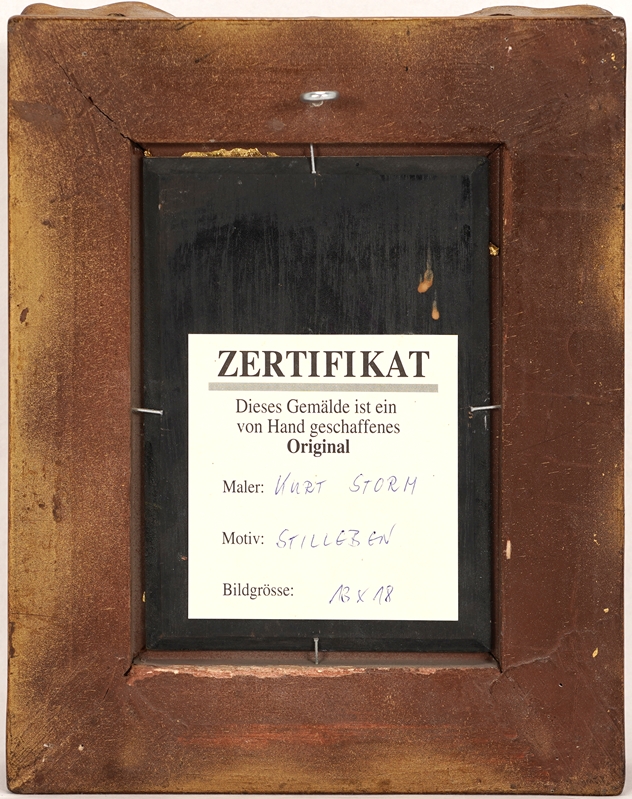 ZERTIFIKAT
Dieses Gemälde ist ein
von Hand geschaffenes
Original
Maler: KURT STORM
Motiv: STILLEBEN
Bildgrösse: 13 x 18